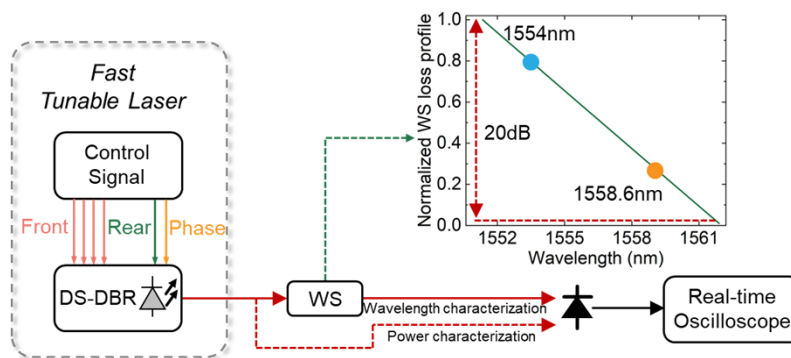 Fast
Tunable Laser
Control
Signal
Front
Rear
Phase
DS-DBR
WS
Wavelength characterization
Power characterization
Real-time
Oscilloscope
Normalized WS loss profile
1.0
0.8
0.6
0.4
0.2
0.0
1554nm
20dB
1558.6nm
1552
1555
1558
1561
Wavelength (nm)